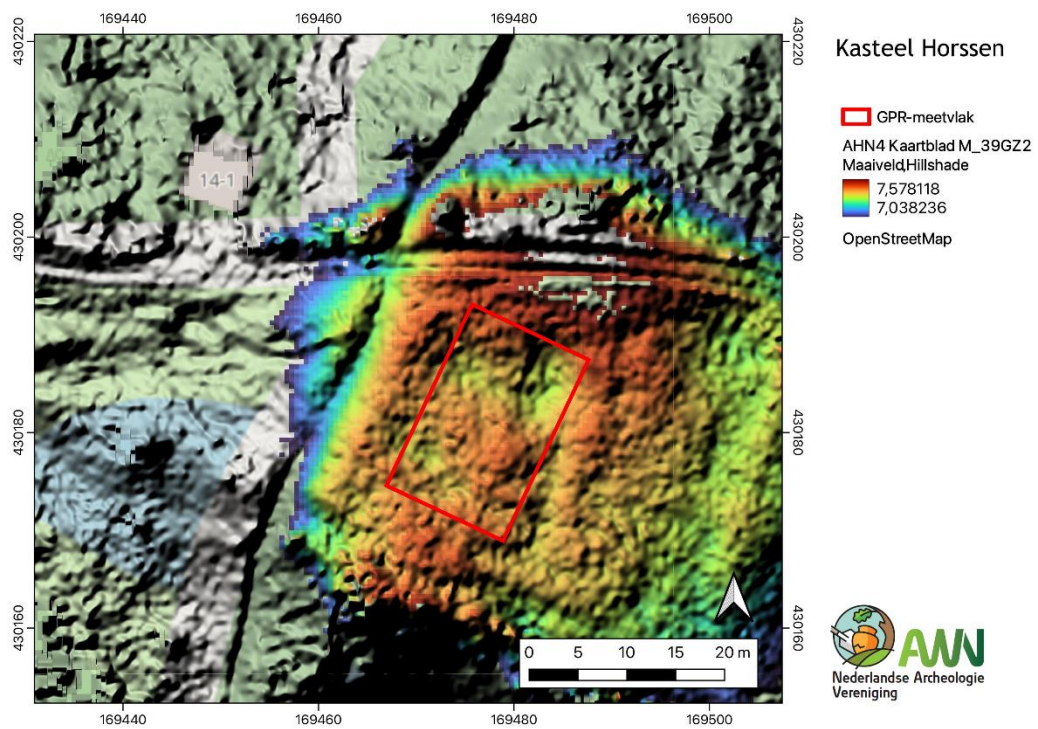 169440 169460 169480 169500
430220 430220
430200 430200
430180 430180
430160 430160
169440 169460 169480 169500
14-1
0 5 10 15 20 m
Kasteel Horssen
GPR-meetvlak
AHN4 Kaartblad M_39GZ2
Maaiveld,Hillshade
7,578118
7,038236
OpenStreetMap
AWN
Nederlandse Archeologie
Vereniging